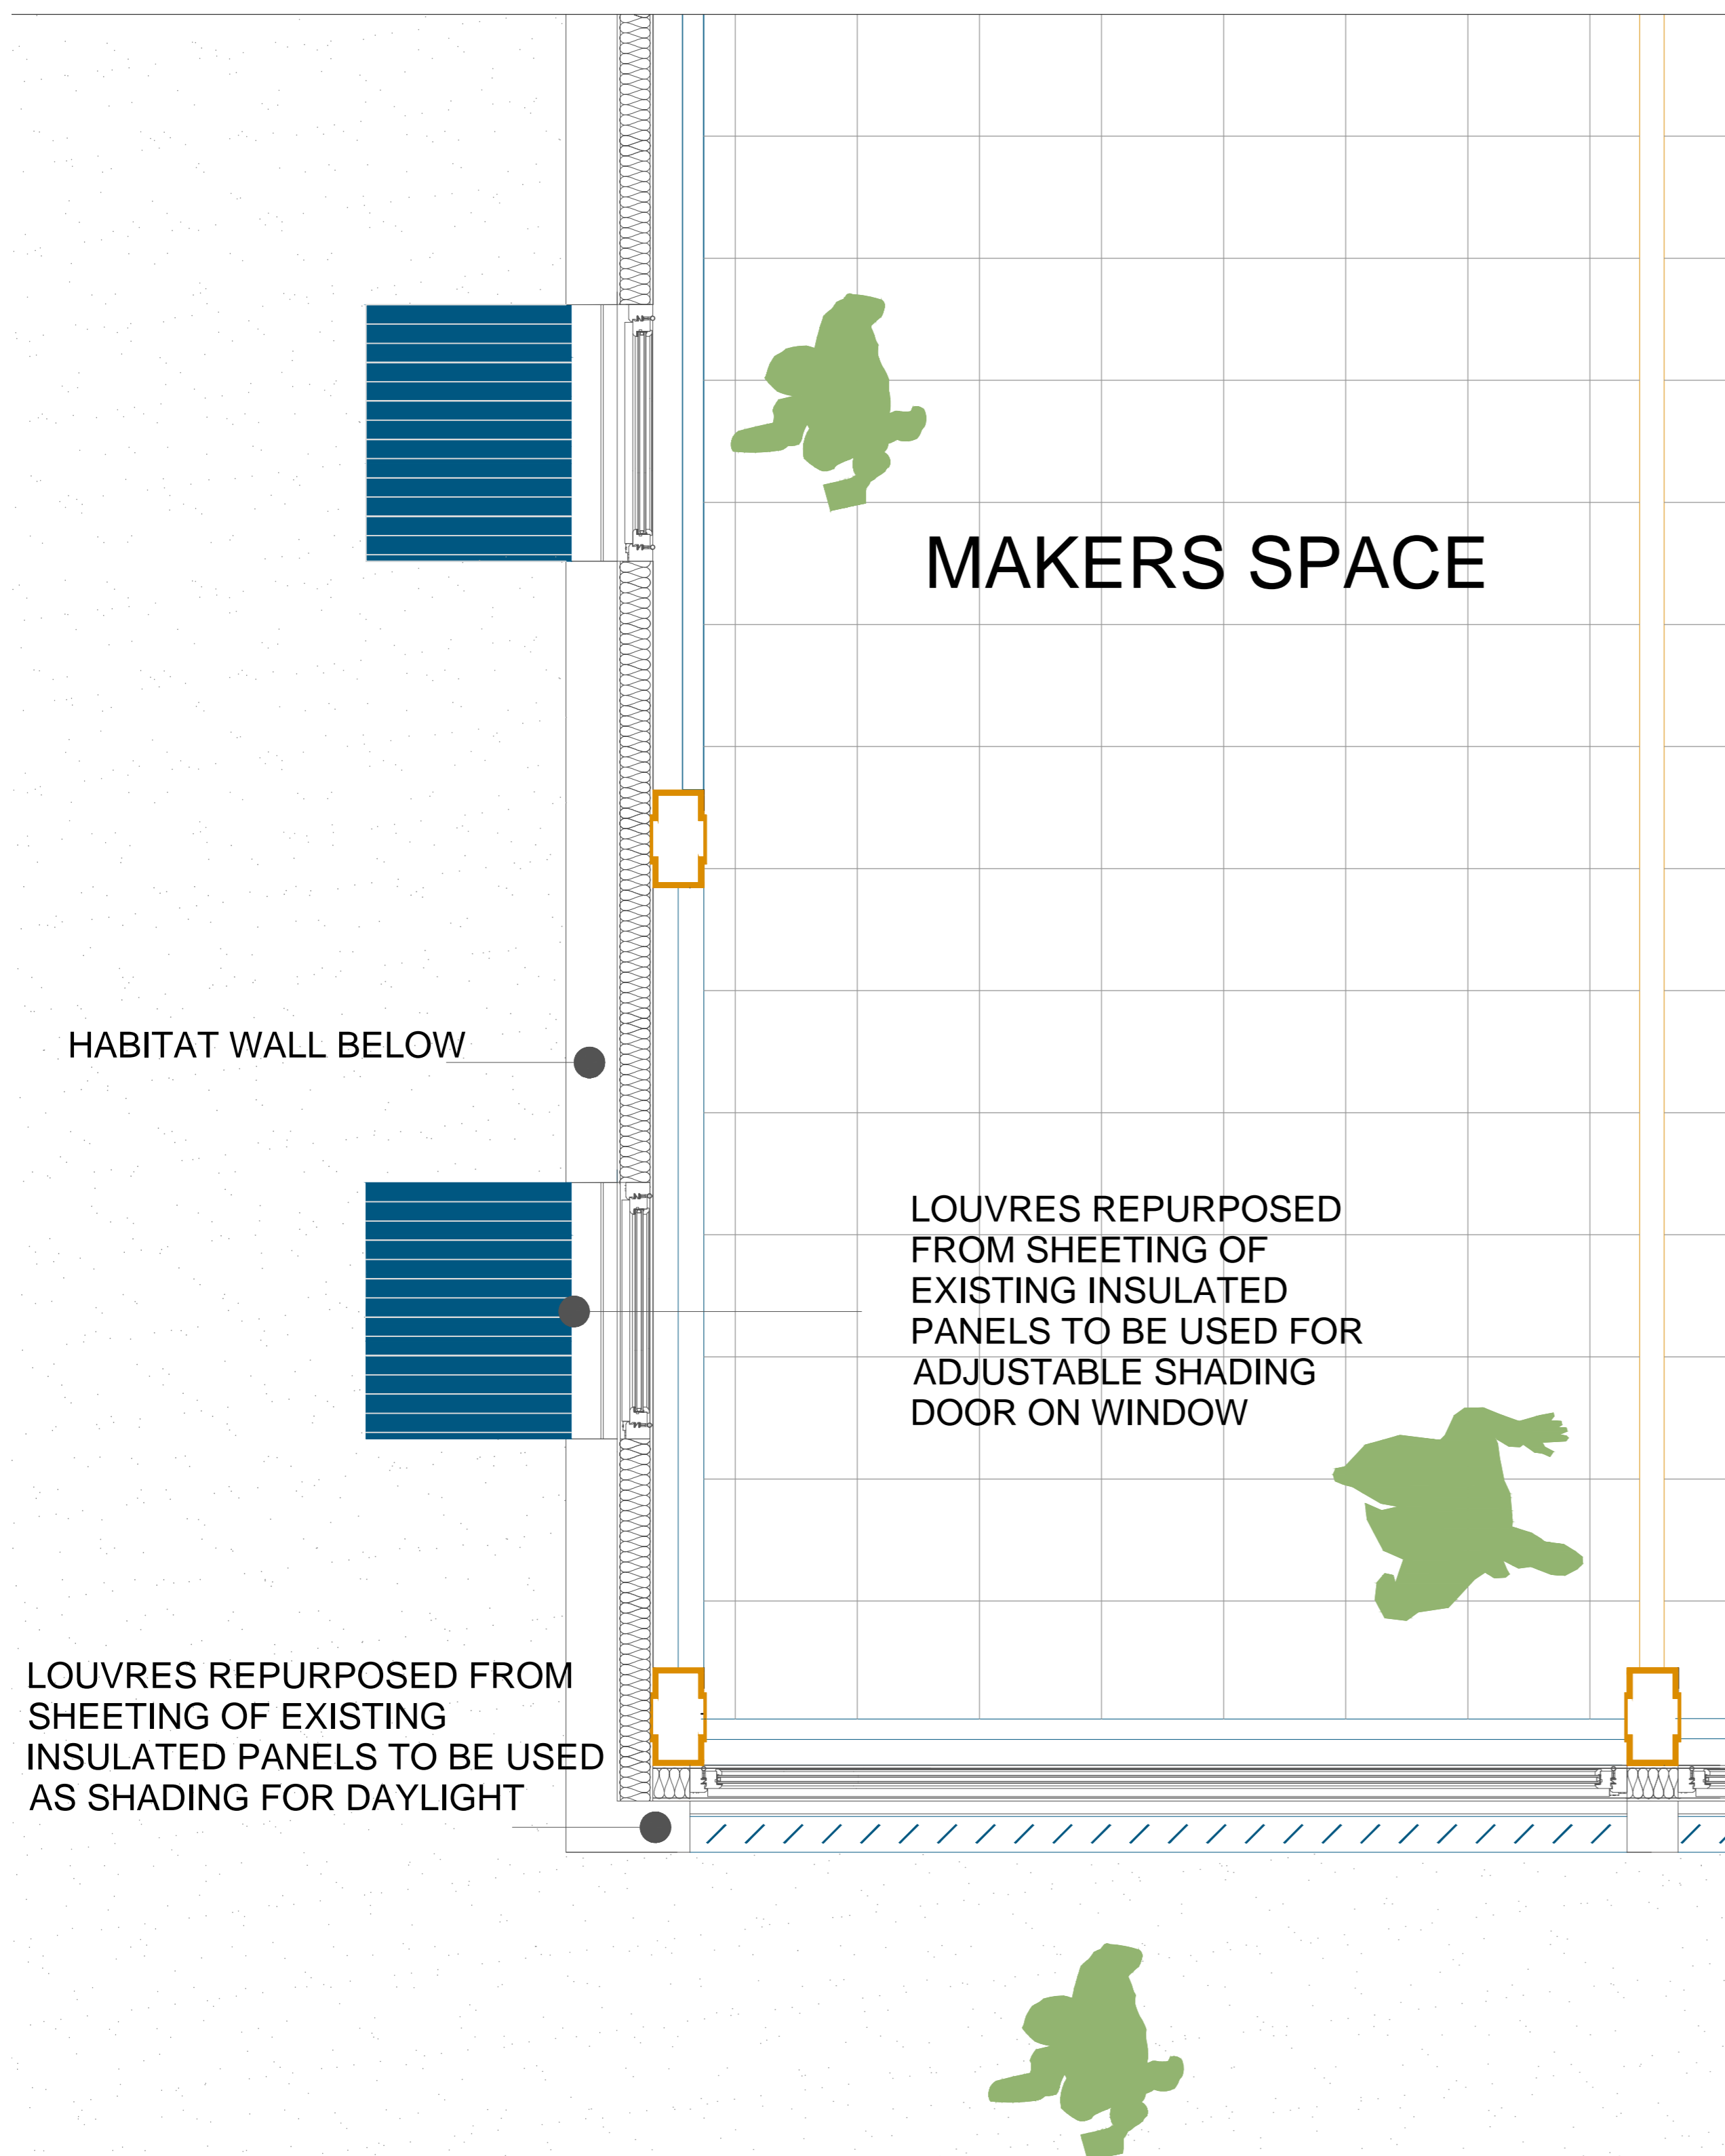 MAKERS SPACE
HABITAT WALL BELOW
LOUVRES REPURPOSED
FROM SHEETING OF
EXISTING INSULATED
PANELS TO BE USED FOR
ADJUSTABLE SHADING
DOOR ON WINDOW
LOUVRES REPURPOSED FROM
SHEETING OF EXISTING
INSULATED PANELS TO BE USED
AS SHADING FOR DAYLIGHT